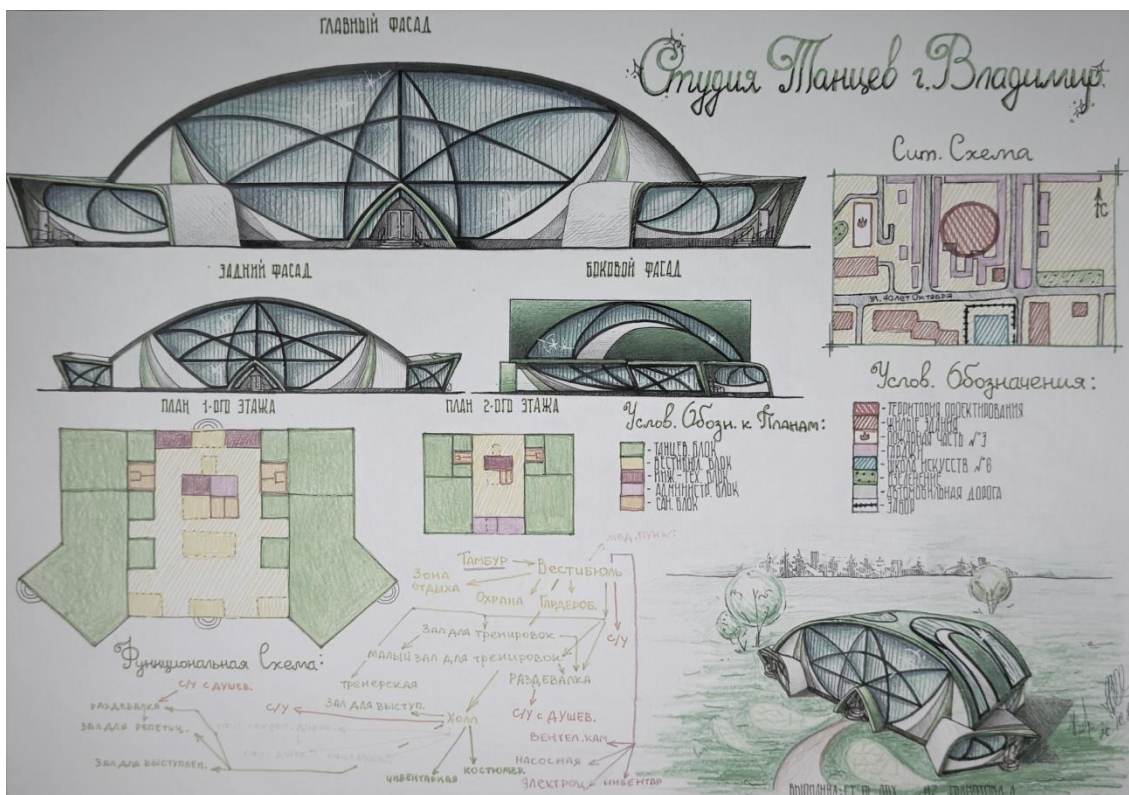 ГЛАВНЫЙ ФАСАД
Студия Танцев г. Владимир.
Сит. Схема
ул. 40 лет Октября
С
ЗАДНИЙ ФАСАД
БОКОВОЙ ФАСАД
Услов. Обозначения:
- ТЕРРИТОРИЯ ПРОЕКТИРОВАНИЯ
- ЖИЛЫЕ ЗДАНИЯ
- ПОЖАРНАЯ ЧАСТЬ №3
- ГАРАЖИ
- ШКОЛА ИСКУССТВ №6
- ОЗЕЛЕНЕНИЕ
- АВТОМОБИЛЬНАЯ ДОРОГА
- ЗАБОР
ПЛАН 1-ОГО ЭТАЖА
ПЛАН 2-ОГО ЭТАЖА
Услов. Обозн. к Планам:
- ТАНЦЕВ. БЛОК
- ВЕСТИБЮЛ. БЛОК
- ИНЖ.-ТЕХ. БЛОК
- АДМИНИСТР. БЛОК
- САН. БЛОК
Функциональная Схема:
МЕД. ПУНКТ
ТАМБУР
ВЕСТИБЮЛЬ
ЗОНА ОТДЫХА
ОХРАНА
ГАРДЕРОБ.
С/У
ЗАЛ ДЛЯ ТРЕНИРОВОК
МАЛЫЙ ЗАЛ ДЛЯ ТРЕНИРОВОК
ТРЕНЕРСКАЯ
РАЗДЕВАЛКА
С/У С ДУШЕВ.
ЗАЛ ДЛЯ ВЫСТУП.
С/У
ХОЛЛ
С/У С ДУШЕВ.
РАЗДЕВАЛКА
ЗАЛ ДЛЯ РЕПЕТИЦ.
ЗАЛ ДЛЯ ВЫСТУПЛЕН.
ИНВЕНТАРНАЯ
КОСТЮМЕР.
ВЕНТЕЛ. КАМ.
НАСОСНАЯ
ЭЛЕКТРОЩ.
ИНВЕНТАР